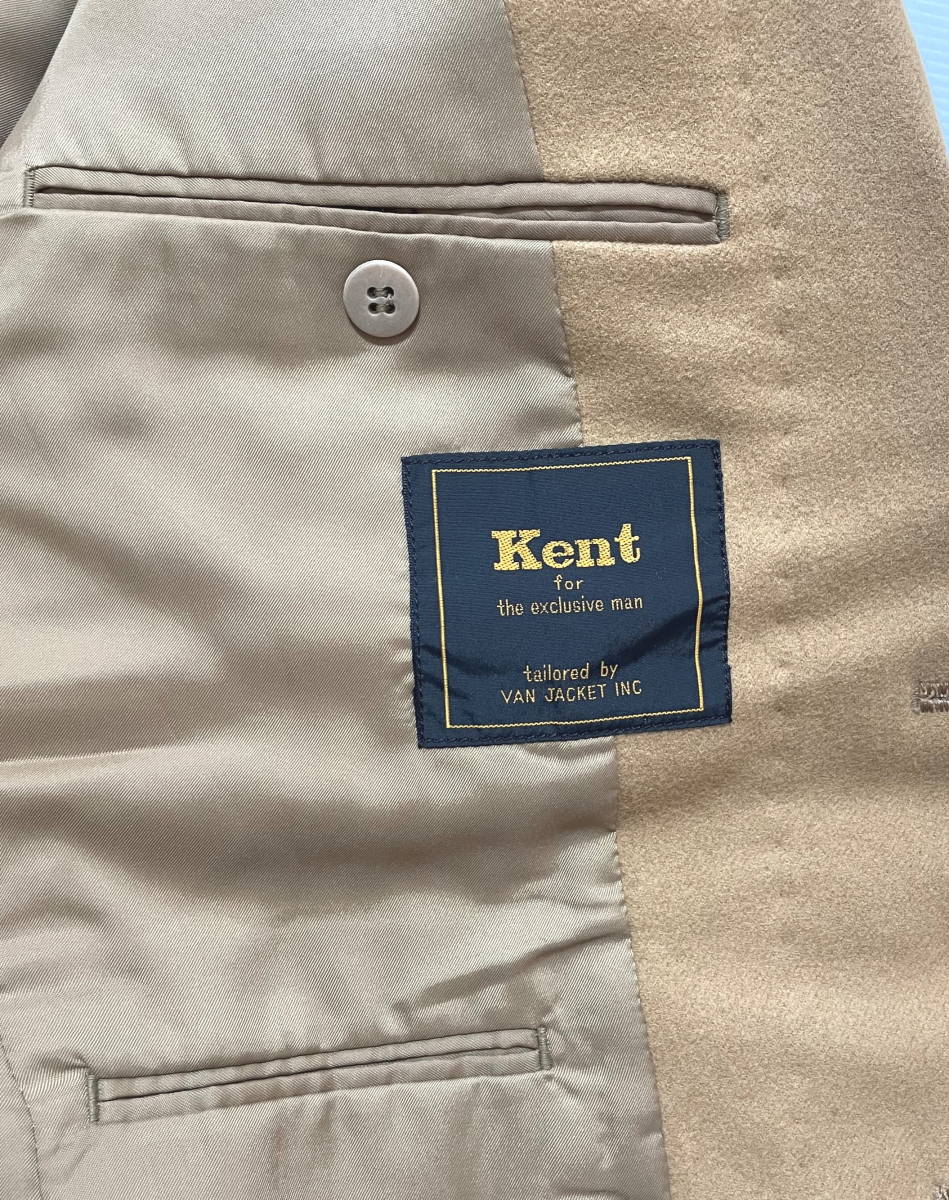 Kent
for
the exclusive man
tailored by
VAN JACKET INC